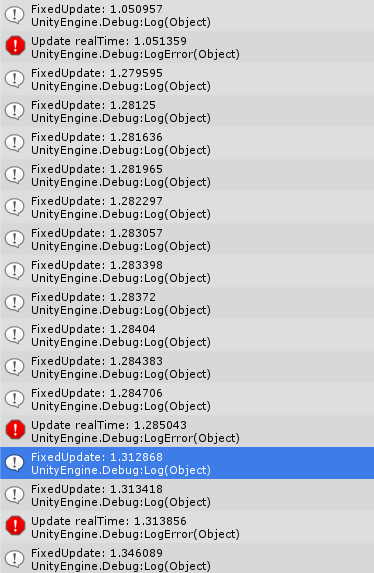 FixedUpdate: 1.050957
UnityEngine.Debug:Log(Object)
Update realTime: 1.051359
UnityEngine.Debug:LogError(Object)
FixedUpdate: 1.279595
UnityEngine.Debug:Log(Object)
FixedUpdate: 1.28125
UnityEngine.Debug:Log(Object)
FixedUpdate: 1.281636
UnityEngine.Debug:Log(Object)
FixedUpdate: 1.281965
UnityEngine.Debug:Log(Object)
FixedUpdate: 1.282297
UnityEngine.Debug:Log(Object)
FixedUpdate: 1.283057
UnityEngine.Debug:Log(Object)
FixedUpdate: 1.283398
UnityEngine.Debug:Log(Object)
FixedUpdate: 1.28372
UnityEngine.Debug:Log(Object)
FixedUpdate: 1.28404
UnityEngine.Debug:Log(Object)
FixedUpdate: 1.284383
UnityEngine.Debug:Log(Object)
FixedUpdate: 1.284706
UnityEngine.Debug:Log(Object)
Update realTime: 1.285043
UnityEngine.Debug:LogError(Object)
FixedUpdate: 1.312868
UnityEngine.Debug:Log(Object)
FixedUpdate: 1.313418
UnityEngine.Debug:Log(Object)
Update realTime: 1.313856
UnityEngine.Debug:LogError(Object)
FixedUpdate: 1.346089
UnityEngine.Debug:Log(Object)